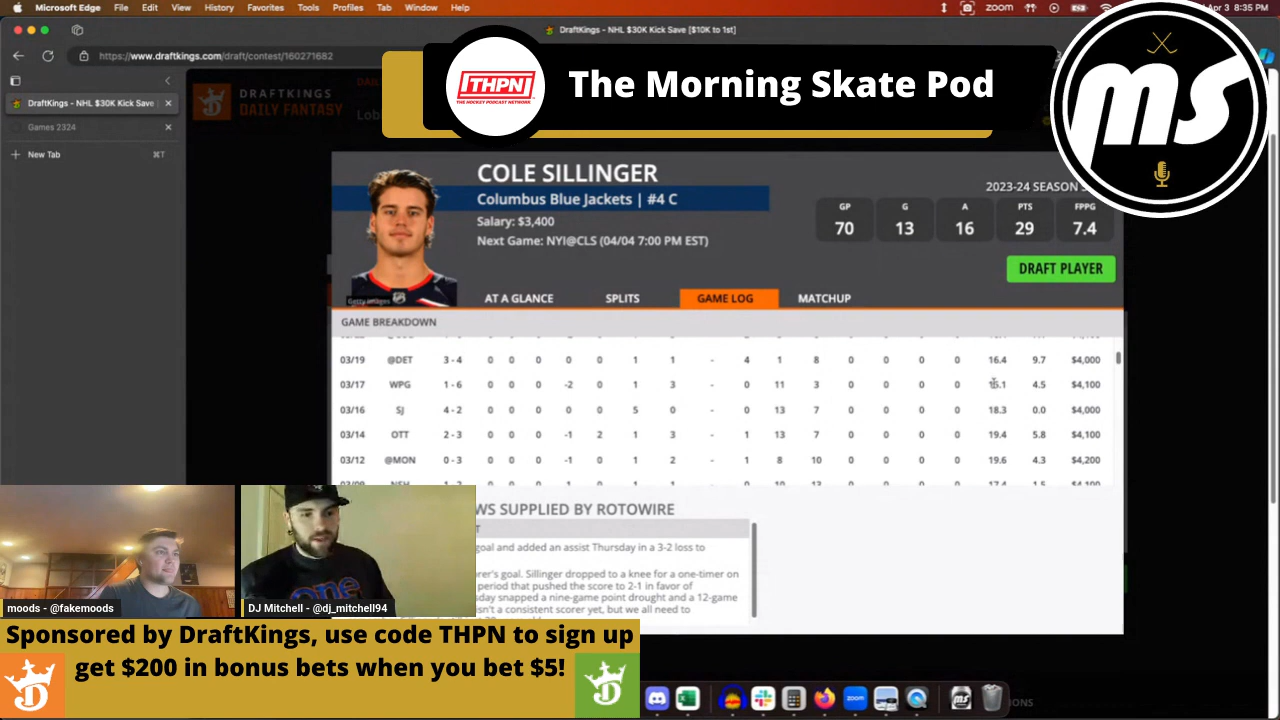 Microsoft Edge File Edit View History Favorites Tools Profiles Tab Window Help
zoom
Apr 3 8:35 PM
DraftKings - NHL $30K Kick Save [$10K to 1st]
https://www.draftkings.com/draft/contest/160271682
DraftKings - NHL $30K Kick Save
Games 2324
New Tab
⌘T
DRAFTKINGS
DAILY FANTASY
THPN
THE HOCKEY PODCAST NETWORK
The Morning Skate Pod
ms
COLE SILLINGER
Columbus Blue Jackets | #4 C
Salary: $3,400
Next Game: NYI@CLS (04/04 7:00 PM EST)
2023-24 SEASON
GP G A PTS FPPG
70 13 16 29 7.4
DRAFT PLAYER
AT A GLANCE SPLITS GAME LOG MATCHUP
GAME BREAKDOWN
03/19 @DET 3 - 4 0 0 0 0 0 1 1 - 4 1 8 0 0 0 0 16.4 9.7 $4,000
03/17 WPG 1 - 6 0 0 0 -2 0 1 3 - 0 11 3 0 0 0 0 15.1 4.5 $4,100
03/16 SJ 4 - 2 0 0 0 0 0 5 0 - 0 13 7 0 0 0 0 18.3 0.0 $4,000
03/14 OTT 2 - 3 0 0 0 -1 2 1 3 - 1 13 7 0 0 0 0 19.4 5.8 $4,100
03/12 @MON 0 - 3 0 0 0 -1 0 1 2 - 1 8 10 0 0 0 0 19.6 4.3 $4,200
WS SUPPLIED BY ROTOWIRE
goal and added an assist Thursday in a 3-2 loss to
rer's goal. Sillinger dropped to a knee for a one-timer on
period that pushed the score to 2-1 in favor of
sday snapped a nine-game point drought and a 12-game
isn't a consistent scorer yet, but we all need to
moods - @fakemoods
DJ Mitchell - @dj_mitchell94
Sponsored by DraftKings, use code THPN to sign up
get $200 in bonus bets when you bet $5!
zoom